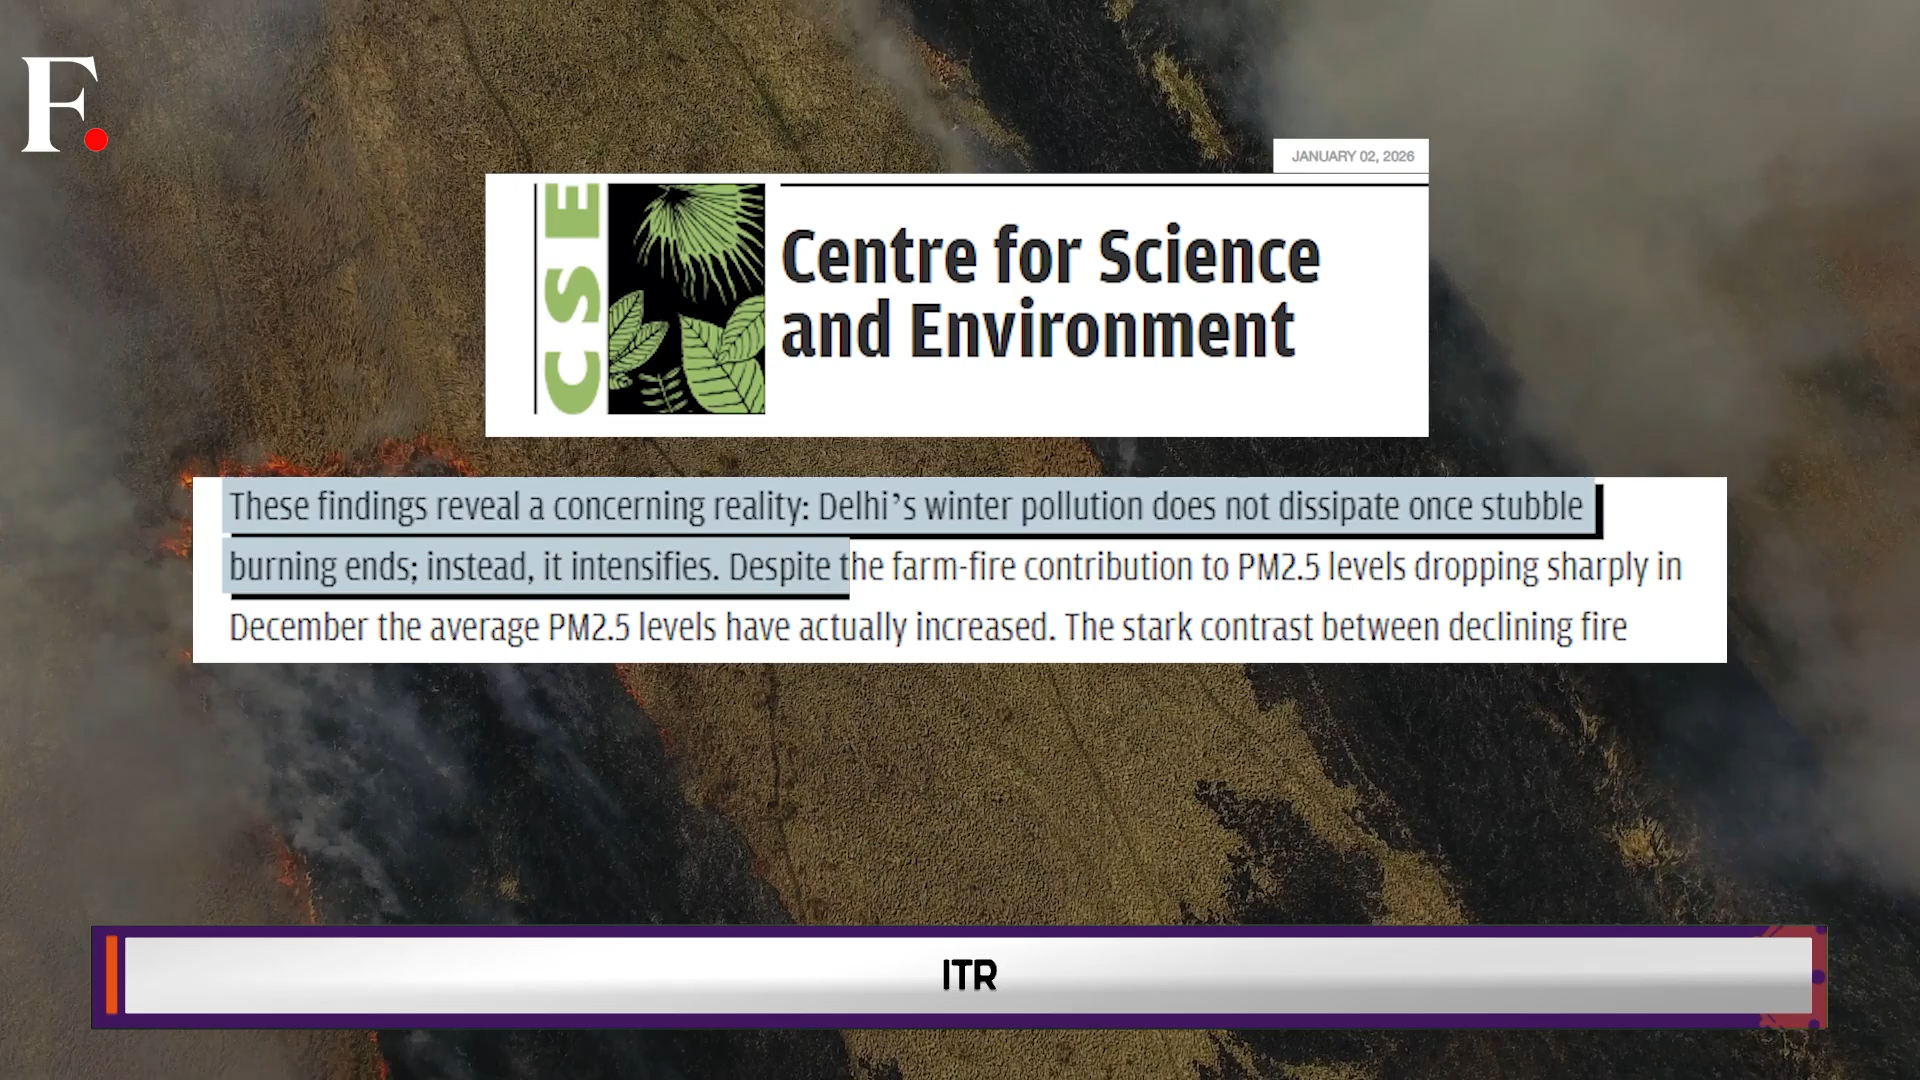 F.
JANUARY 02, 2026
CSE
Centre for Science
and Environment
These findings reveal a concerning reality: Delhi’s winter pollution does not dissipate once stubble
burning ends; instead, it intensifies. Despite the farm-fire contribution to PM2.5 levels dropping sharply in
December the average PM2.5 levels have actually increased. The stark contrast between declining fire
ITR